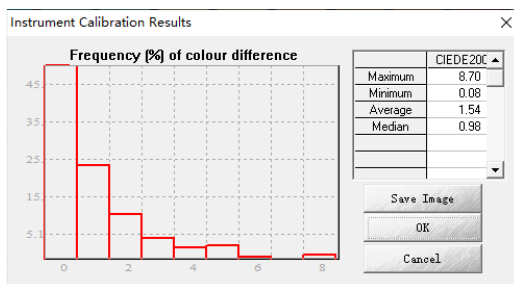 Instrument Calibration Results
Frequency (%) of colour difference
45.
35.
25.
15.
5.1
0 2 4 6 8
CIEDE200
Maximum 8.70
Minimum 0.08
Average 1.54
Median 0.98
Save Image
OK
Cancel